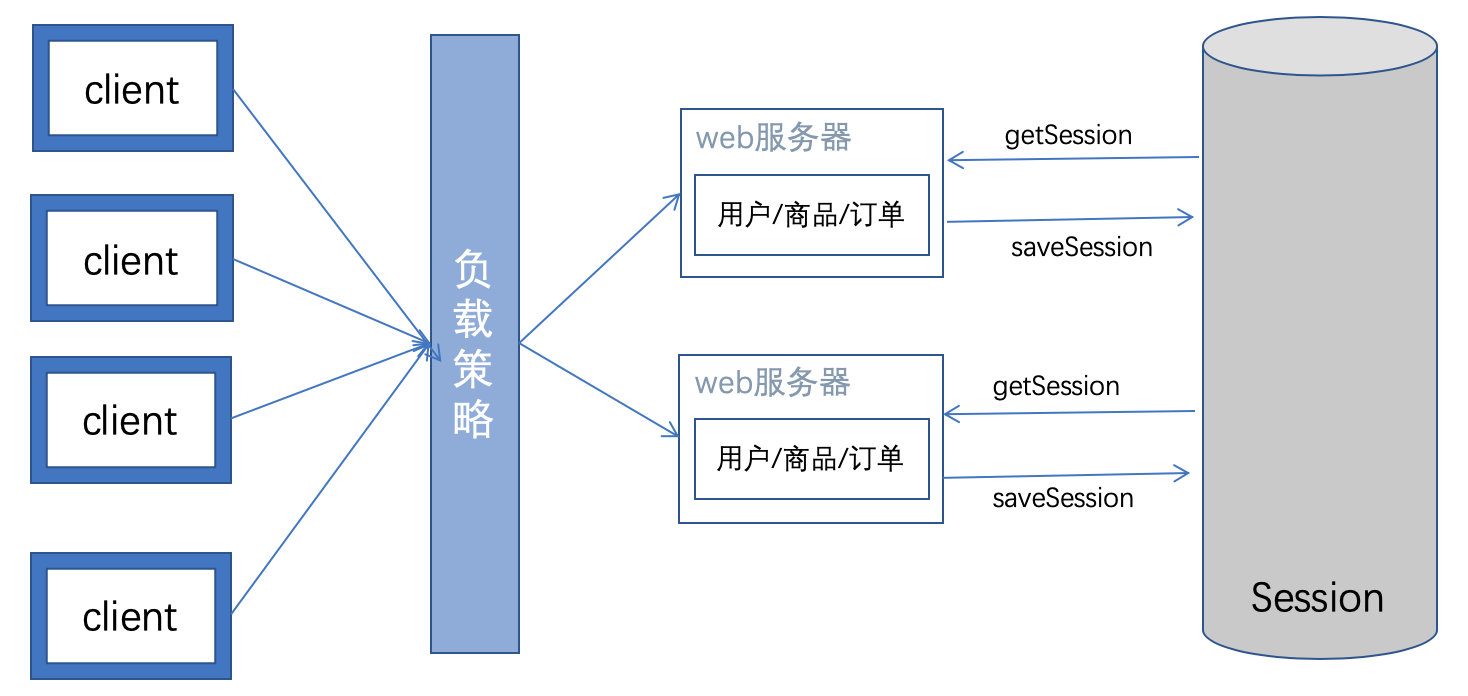 client
client
client
client
负载策略
web服务器
用户/商品/订单
getSession
saveSession
web服务器
用户/商品/订单
getSession
saveSession
Session